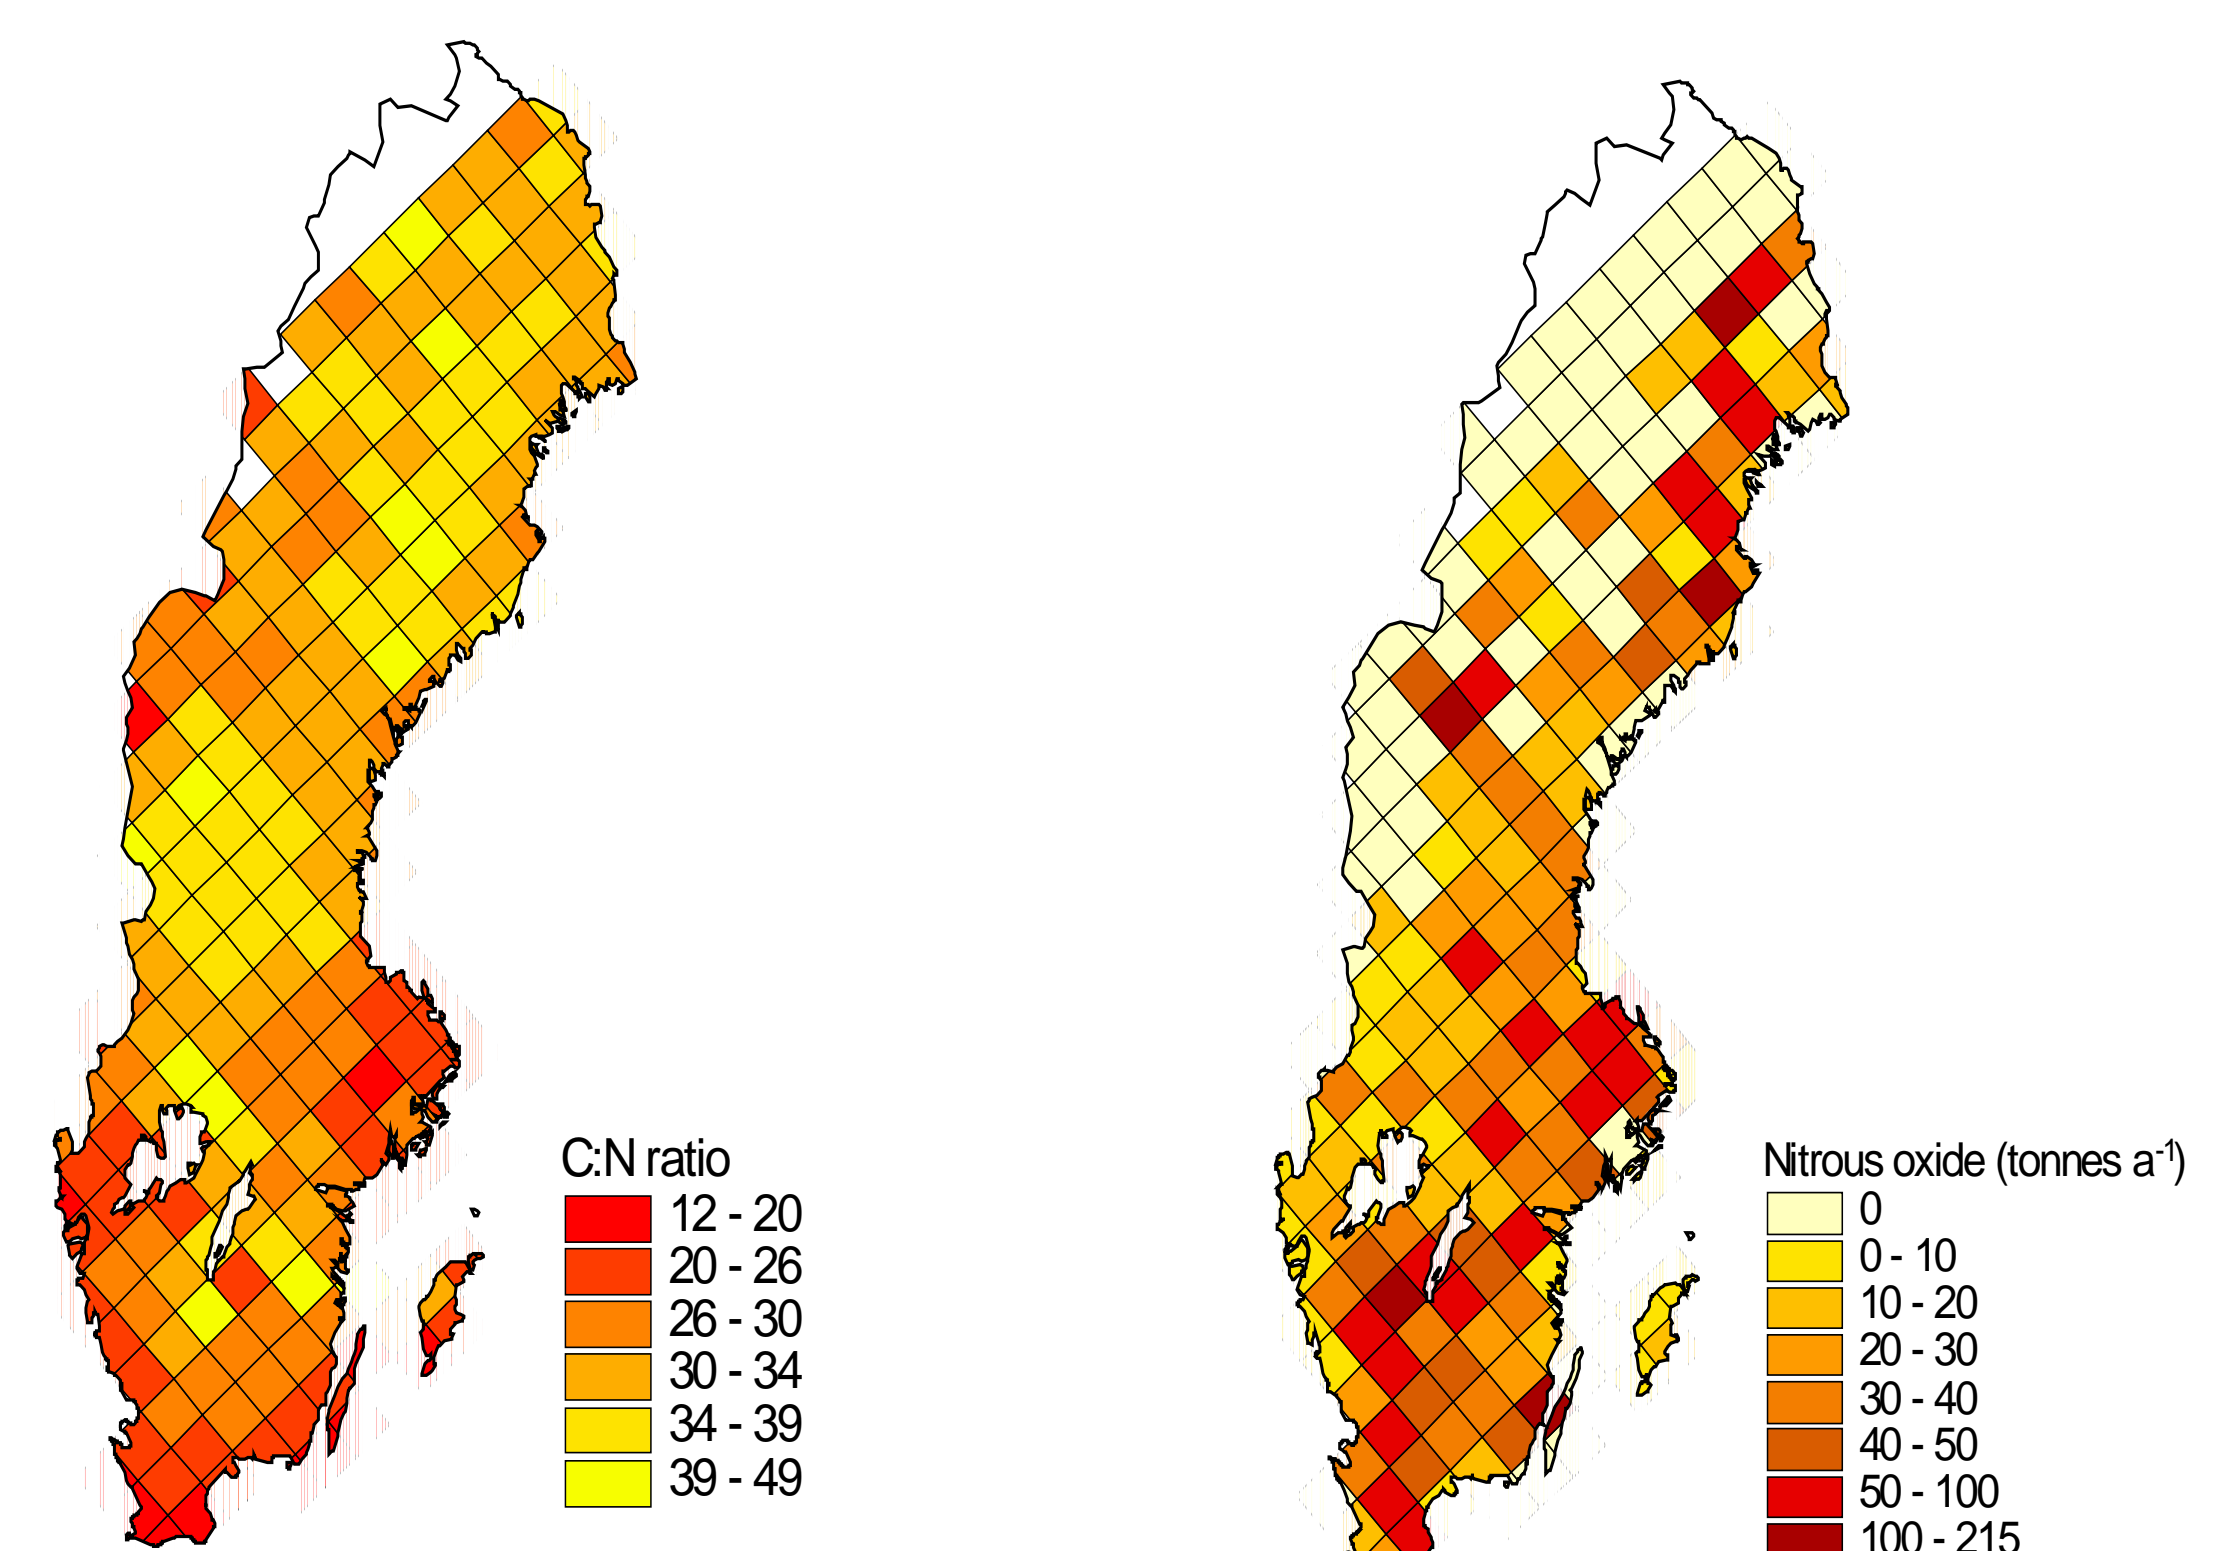 C:N ratio
12 - 20
20 - 26
26 - 30
30 - 34
34 - 39
39 - 49
Nitrous oxide (tonnes a⁻¹)
0
0 - 10
10 - 20
20 - 30
30 - 40
40 - 50
50 - 100
100 - 215